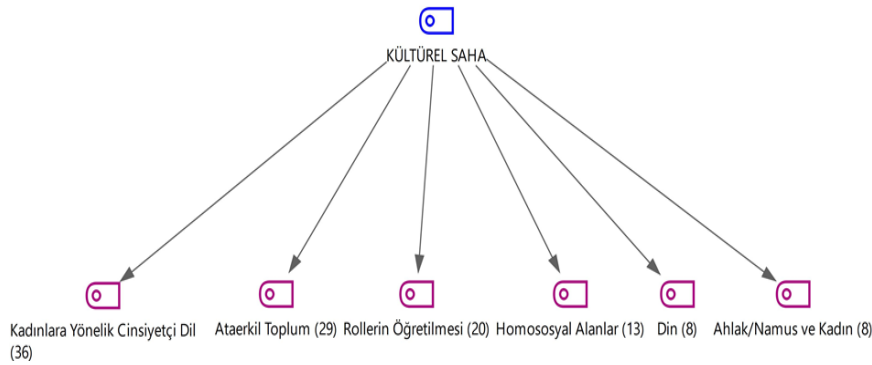 KÜLTÜREL SAHA
Kadınlara Yönelik Cinsiyetçi Dil
(36)
Ataerkil Toplum (29)
Rollerin Öğretilmesi (20)
Homososyal Alanlar (13)
Din (8)
Ahlak/Namus ve Kadın (8)